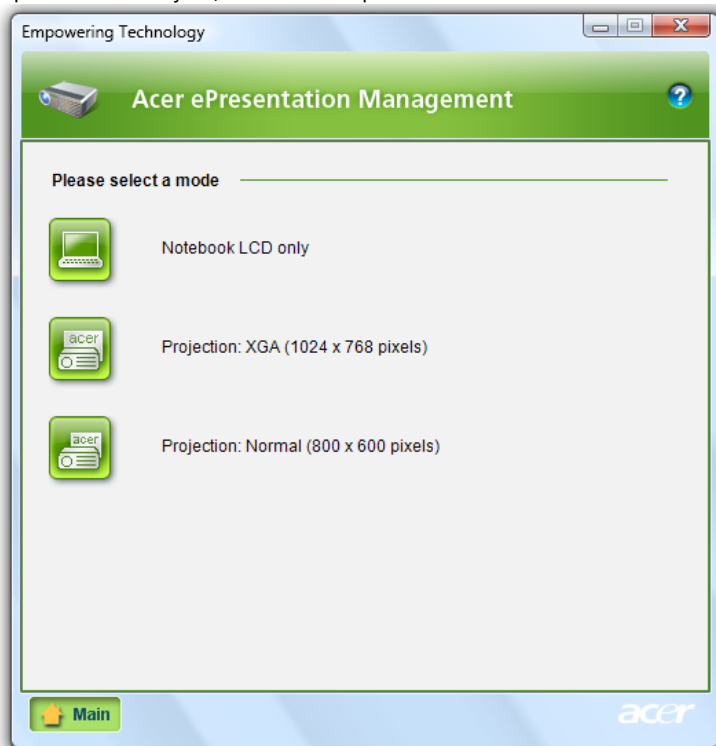 Empowering Technology
Acer ePresentation Management
?
Please select a mode
Notebook LCD only
acer
Projection: XGA (1024 x 768 pixels)
acer
Projection: Normal (800 x 600 pixels)
Main
acer